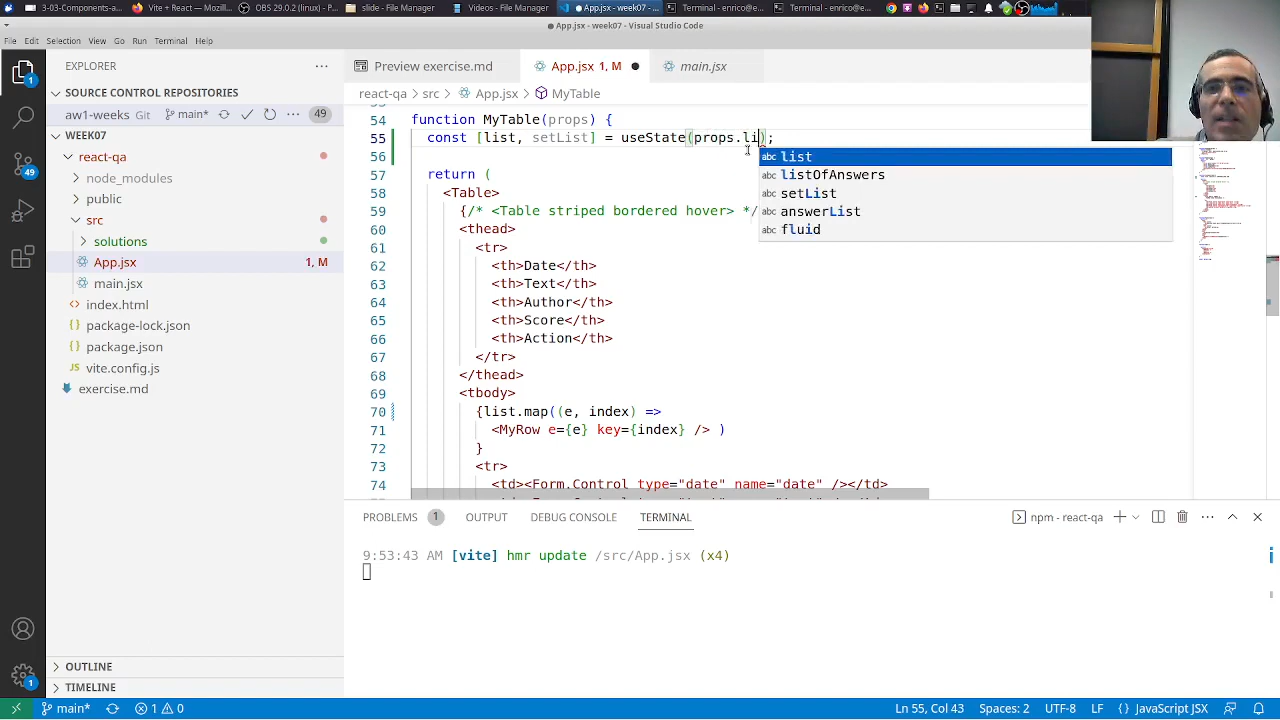 3-03-Components-...
Vite + React — Mozil...
OBS 29.0.2 (linux) - P...
slide - File Manager
Videos - File Manager
● App.jsx - week07 - ...
Terminal - enrico@e...
Terminal - enrico@e...
● App.jsx - week07 - Visual Studio Code
File Edit Selection View Go Run Terminal Help
EXPLORER
Preview exercise.md
App.jsx 1, M
main.jsx
SOURCE CONTROL REPOSITORIES
react-qa > src > App.jsx > MyTable
aw1-weeks Git main* 49
WEEK07
react-qa
node_modules
public
src
solutions
App.jsx 1, M
main.jsx
index.html
package-lock.json
package.json
vite.config.js
exercise.md
54 function MyTable(props) {
55 const [list, setList] = useState(props.li);
56
57 return (
58 <Table>
59 {/* <Table striped bordered hover> */
60 <thead>
61 <tr>
62 <th>Date</th>
63 <th>Text</th>
64 <th>Author</th>
65 <th>Score</th>
66 <th>Action</th>
67 </tr>
68 </thead>
69 <tbody>
70 {list.map((e, index) =>
71 <MyRow e={e} key={index} /> )
72 }
73 <tr>
74 <td><Form.Control type="date" name="date" /></td>
abc list
abc listOfAnswers
abc setList
abc answerList
abc fluid
PROBLEMS 1 OUTPUT DEBUG CONSOLE TERMINAL
npm - react-qa
9:53:43 AM [vite] hmr update /src/App.jsx (x4)
OUTLINE
TIMELINE
main* 1 0
Ln 55, Col 43 Spaces: 2 UTF-8 LF {} JavaScript JSX